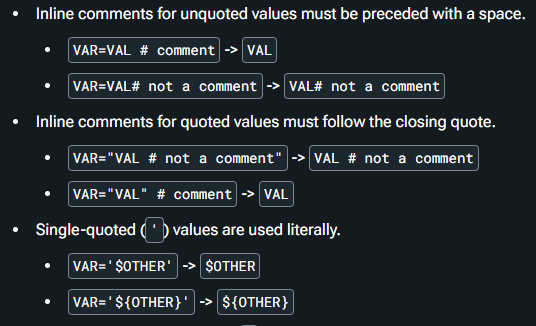 • Inline comments for unquoted values must be preceded with a space.
• VAR=VAL # comment -> VAL
• VAR=VAL# not a comment -> VAL# not a comment
• Inline comments for quoted values must follow the closing quote.
• VAR="VAL # not a comment" -> VAL # not a comment
• VAR="VAL" # comment -> VAL
• Single-quoted (') values are used literally.
• VAR='$OTHER' -> $OTHER
• VAR='${OTHER}' -> ${OTHER}